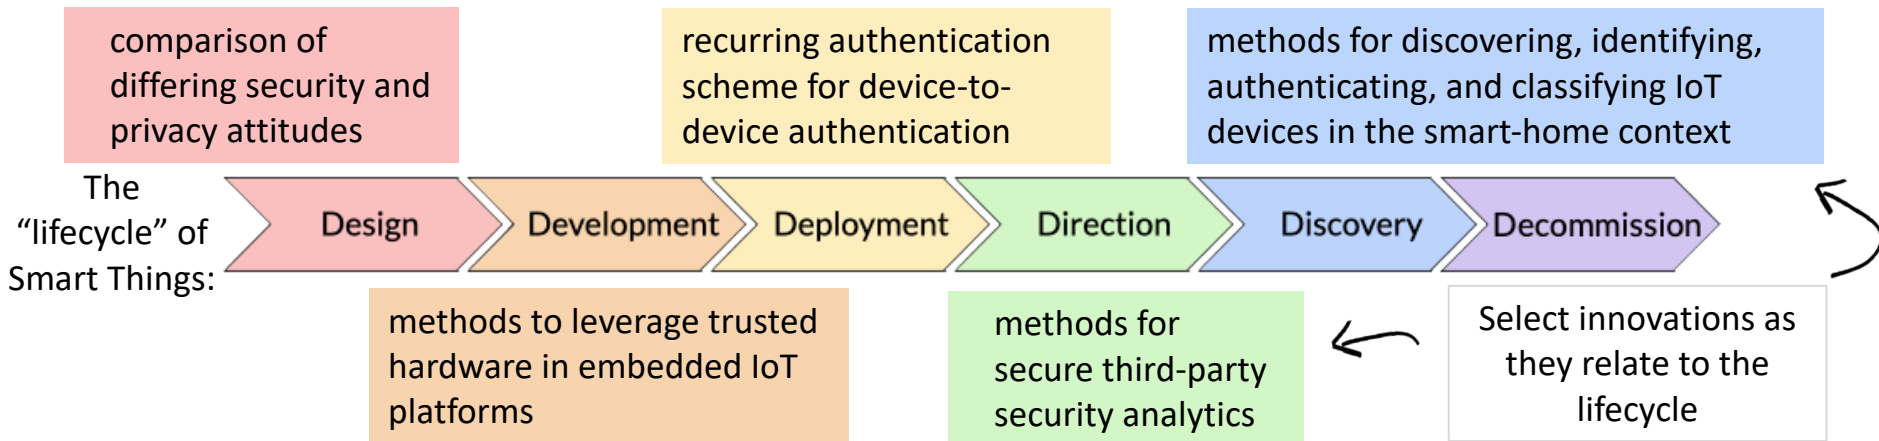 comparison of
differing security and
privacy attitudes
recurring authentication
scheme for device-to-
device authentication
methods for discovering, identifying,
authenticating, and classifying IoT
devices in the smart-home context
The
“lifecycle” of
Smart Things:
Design
Development
Deployment
Direction
Discovery
Decommission
methods to leverage trusted
hardware in embedded IoT
platforms
methods for
secure third-party
security analytics
Select innovations as
they relate to the
lifecycle